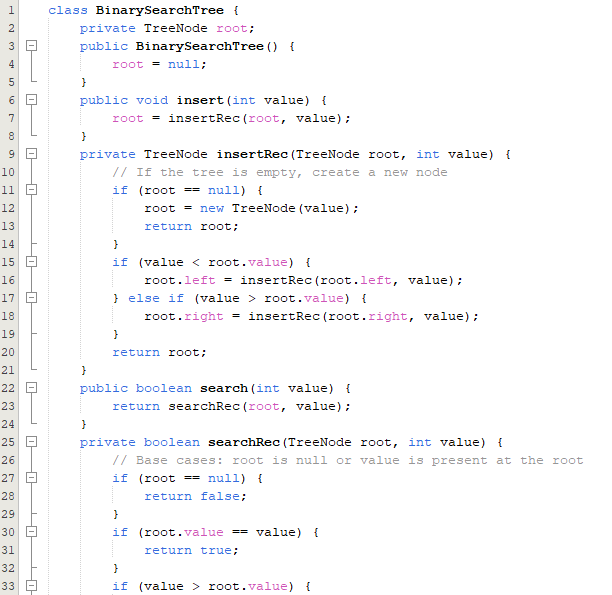 1 class BinarySearchTree {
2 private TreeNode root;
3 public BinarySearchTree() {
4 root = null;
5 }
6 public void insert(int value) {
7 root = insertRec(root, value);
8 }
9 private TreeNode insertRec(TreeNode root, int value) {
10 // If the tree is empty, create a new node
11 if (root == null) {
12 root = new TreeNode(value);
13 return root;
14 }
15 if (value < root.value) {
16 root.left = insertRec(root.left, value);
17 } else if (value > root.value) {
18 root.right = insertRec(root.right, value);
19 }
20 return root;
21 }
22 public boolean search(int value) {
23 return searchRec(root, value);
24 }
25 private boolean searchRec(TreeNode root, int value) {
26 // Base cases: root is null or value is present at the root
27 if (root == null) {
28 return false;
29 }
30 if (root.value == value) {
31 return true;
32 }
33 if (value > root.value) {